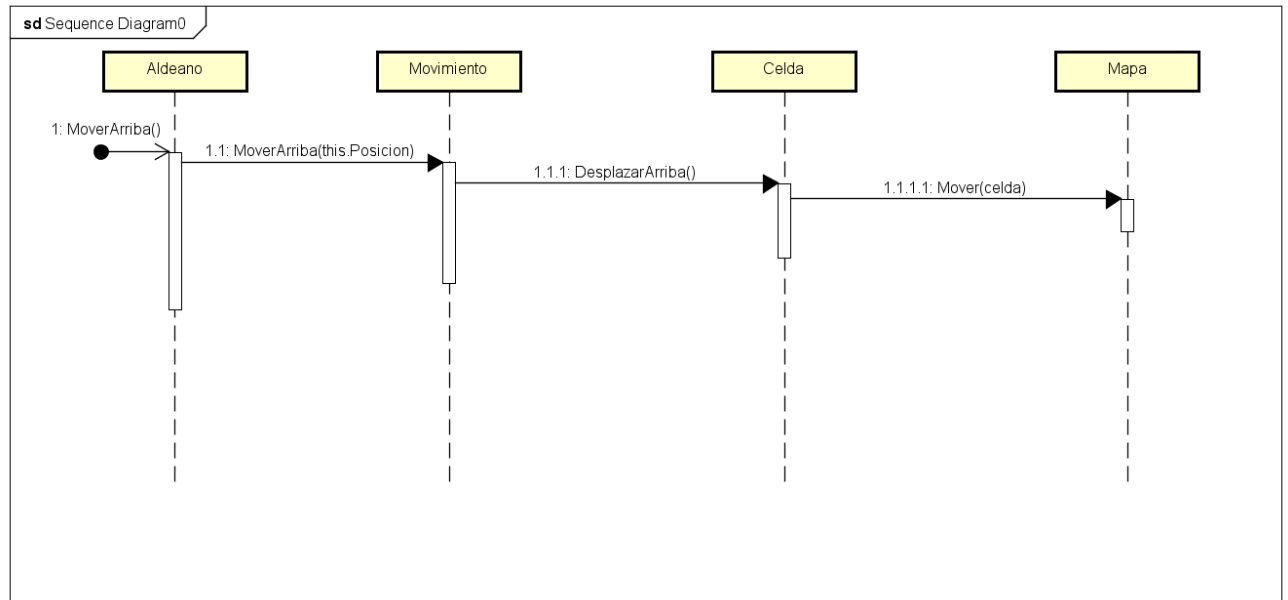 sd Sequence Diagram0
Aldeano
Movimiento
Celda
Mapa
1: MoverArriba()
1.1: MoverArriba(this.Posicion)
1.1.1: DesplazarArriba()
1.1.1.1: Mover(celda)